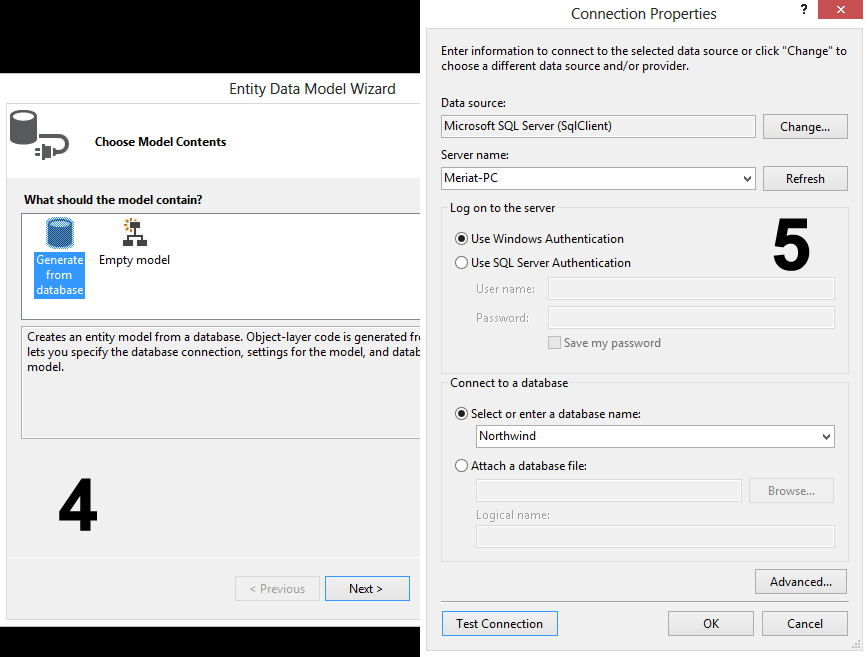 Entity Data Model Wizard
Choose Model Contents
What should the model contain?
Generate
from
database
Empty model
Creates an entity model from a database. Object-layer code is generated
lets you specify the database connection, settings for the model, and
model.
4
< Previous
Next >
Connection Properties
?
Enter information to connect to the selected data source or click "Change" to
choose a different data source and/or provider.
Data source:
Microsoft SQL Server (SqlClient)
Change...
Server name:
Meriat-PC
Refresh
Log on to the server
Use Windows Authentication
5
Use SQL Server Authentication
User name:
Password:
Save my password
Connect to a database
Select or enter a database name:
Northwind
Attach a database file:
Browse...
Logical name:
Advanced...
Test Connection
OK
Cancel